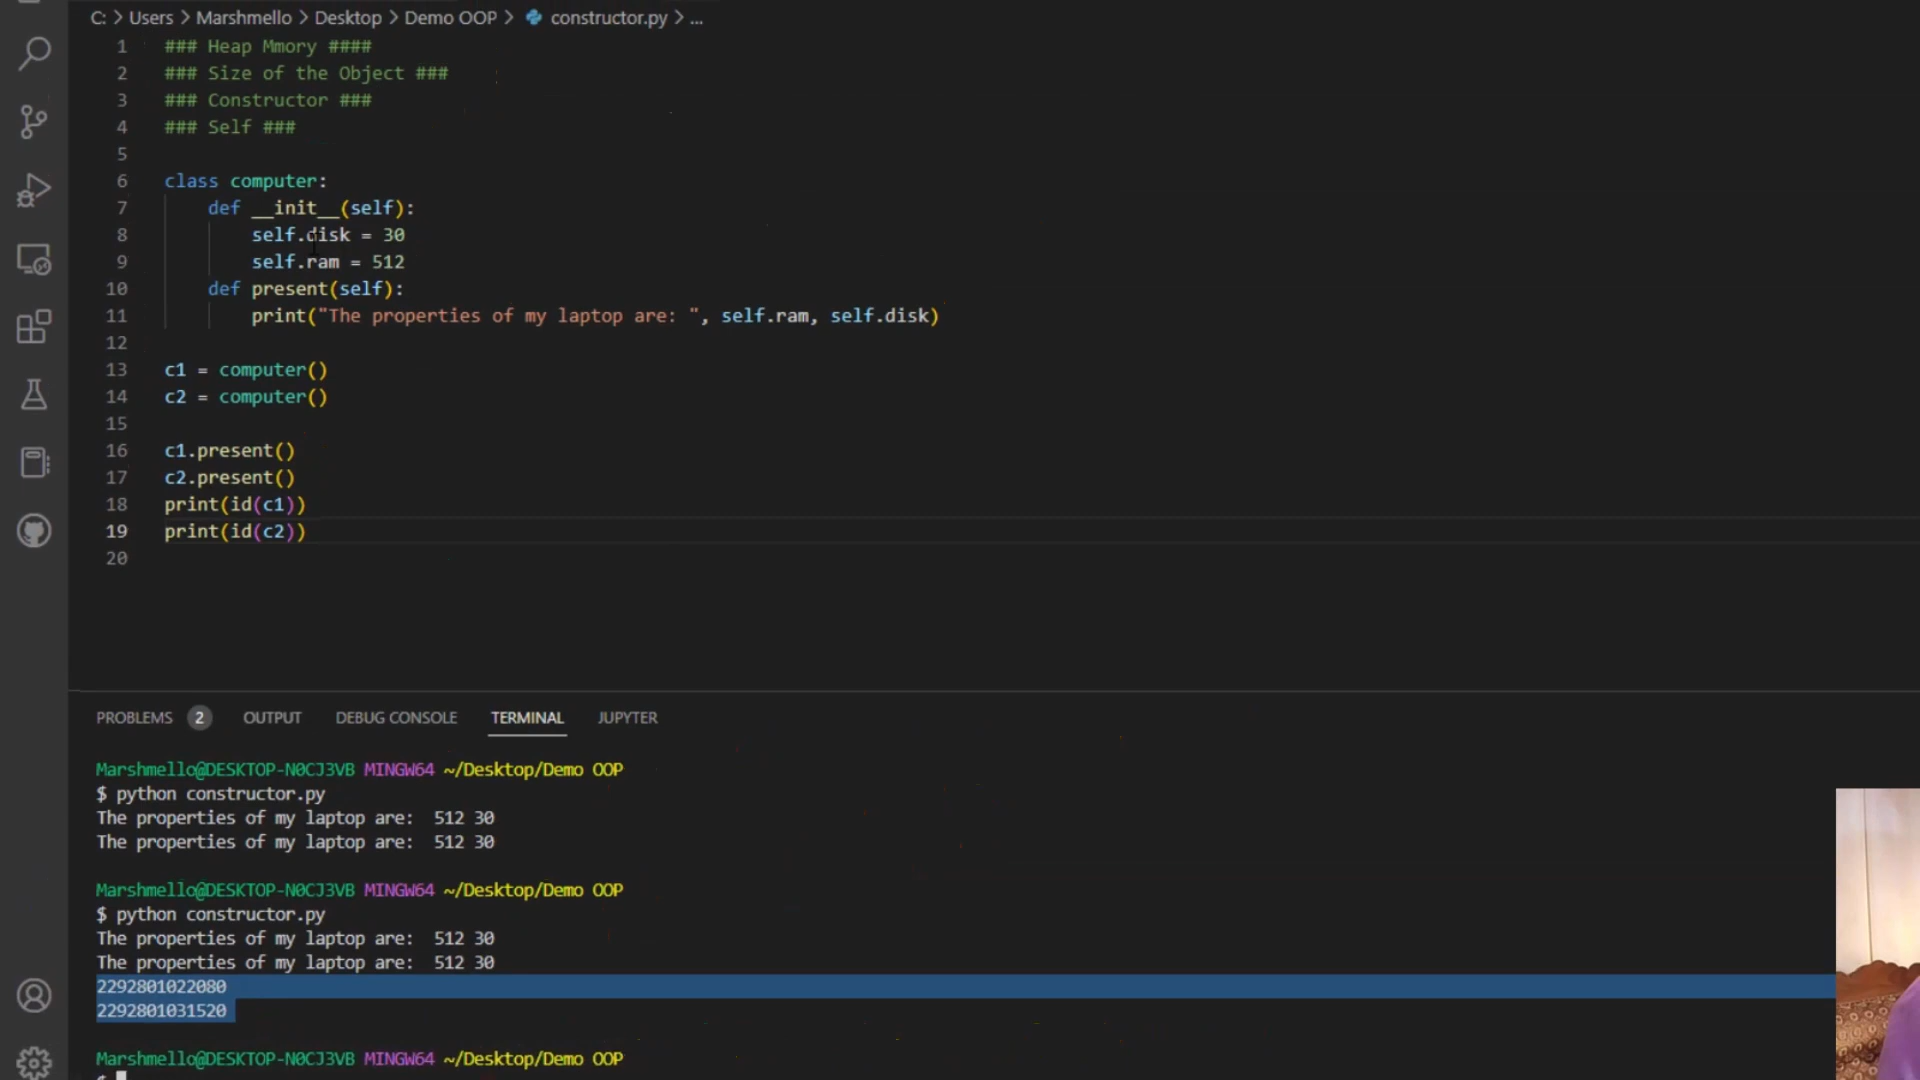 C: > Users > Marshmello > Desktop > Demo OOP > constructor.py > ...
1 ### Heap Mmory ####
2 ### Size of the Object ###
3 ### Constructor ###
4 ### Self ###
5
6 class computer:
7     def __init__(self):
8         self.disk = 30
9         self.ram = 512
10     def present(self):
11         print("The properties of my laptop are: ", self.ram, self.disk)
12
13 c1 = computer()
14 c2 = computer()
15
16 c1.present()
17 c2.present()
18 print(id(c1))
19 print(id(c2))
20
PROBLEMS 2 OUTPUT DEBUG CONSOLE TERMINAL JUPYTER
Marshmello@DESKTOP-N0CJ3VB MINGW64 ~/Desktop/Demo OOP
$ python constructor.py
The properties of my laptop are:  512 30
The properties of my laptop are:  512 30
Marshmello@DESKTOP-N0CJ3VB MINGW64 ~/Desktop/Demo OOP
$ python constructor.py
The properties of my laptop are:  512 30
The properties of my laptop are:  512 30
2292801022080
2292801031520
Marshmello@DESKTOP-N0CJ3VB MINGW64 ~/Desktop/Demo OOP
$